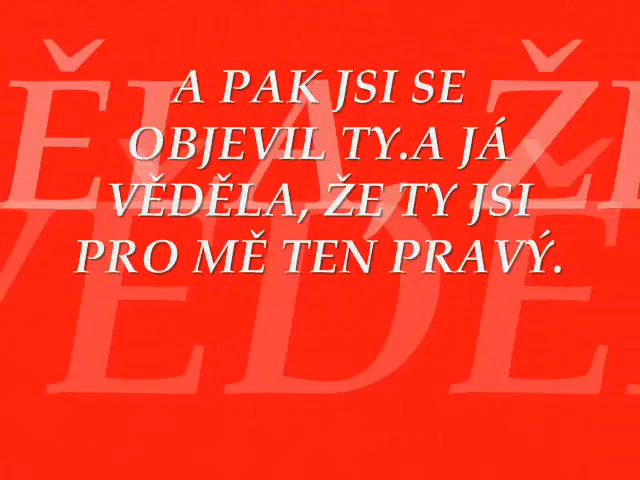 A PAK JSI SE
OBJEVIL TY.A JÁ
VĚDĚLA, ŽE TY JSI
PRO MĚ TEN PRAVÝ.